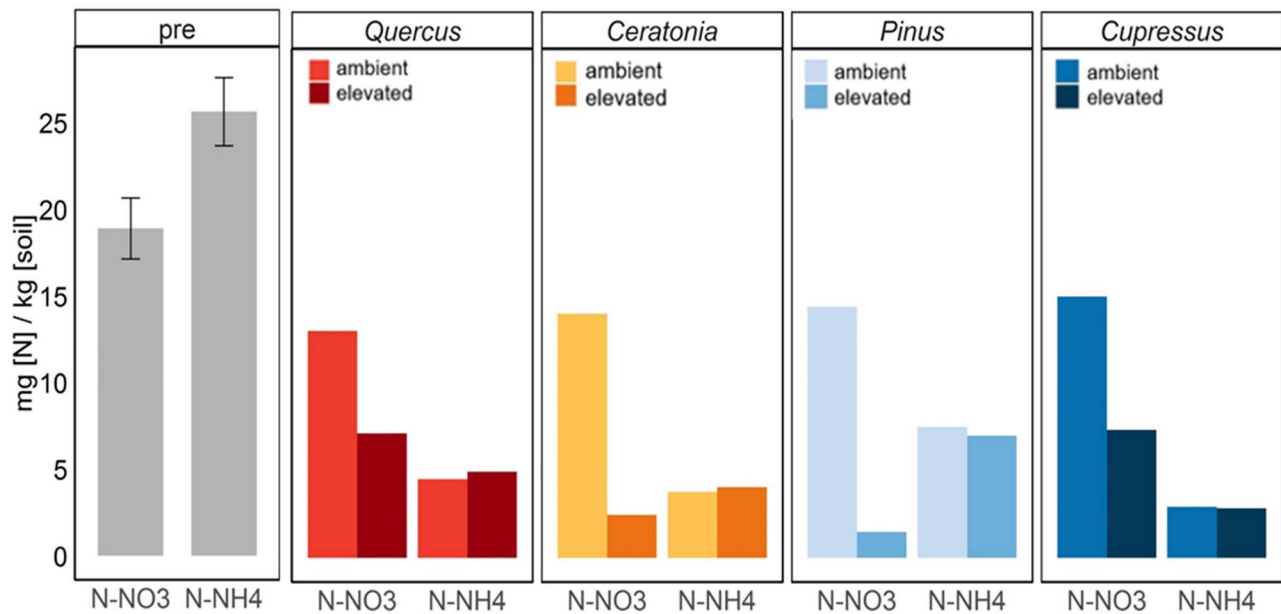 pre
Quercus
Ceratonia
Pinus
Cupressus
ambient
elevated
ambient
elevated
ambient
elevated
ambient
elevated
mg [N] / kg [soil]
25
20
15
10
5
0
N-NO3 N-NH4
N-NO3 N-NH4
N-NO3 N-NH4
N-NO3 N-NH4
N-NO3 N-NH4